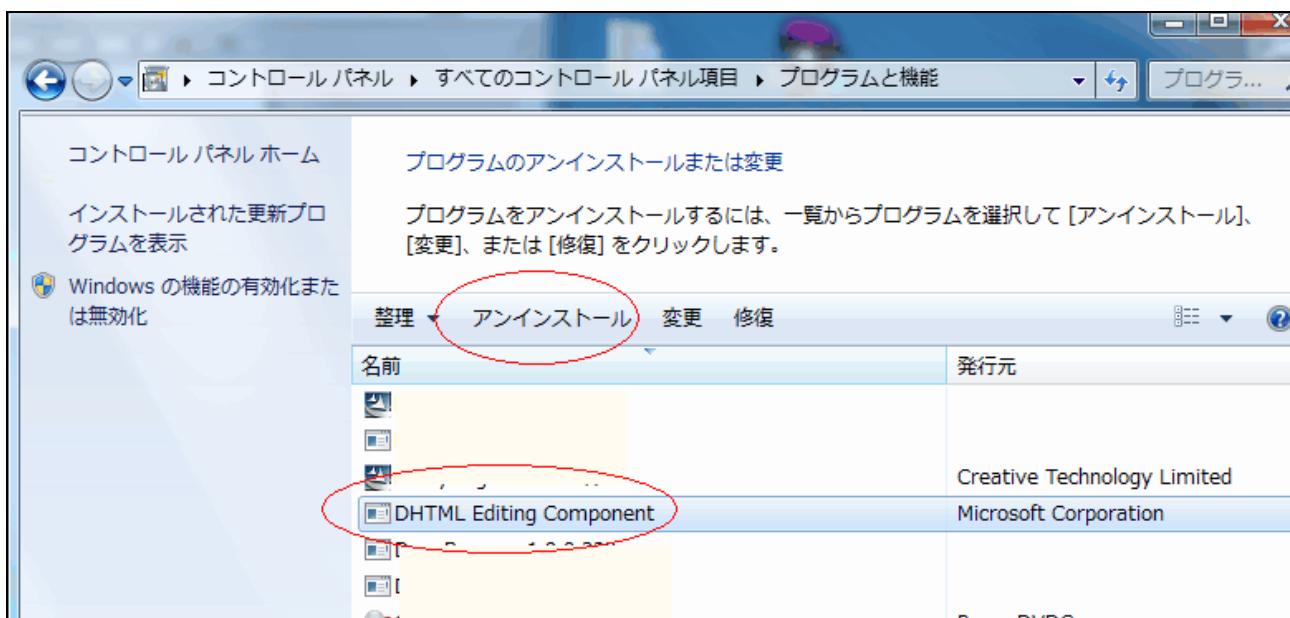 コントロール パネル ▸ すべてのコントロール パネル項目 ▸ プログラムと機能
プログラ...
コントロール パネル ホーム
インストールされた更新プロ
グラムを表示
Windows の機能の有効化また
は無効化
プログラムのアンインストールまたは変更
プログラムをアンインストールするには、一覧からプログラムを選択して [アンインストール]、
[変更]、または [修復] をクリックします。
整理 アンインストール 変更 修復
名前 発行元
Creative Technology Limited
DHTML Editing Component Microsoft Corporation